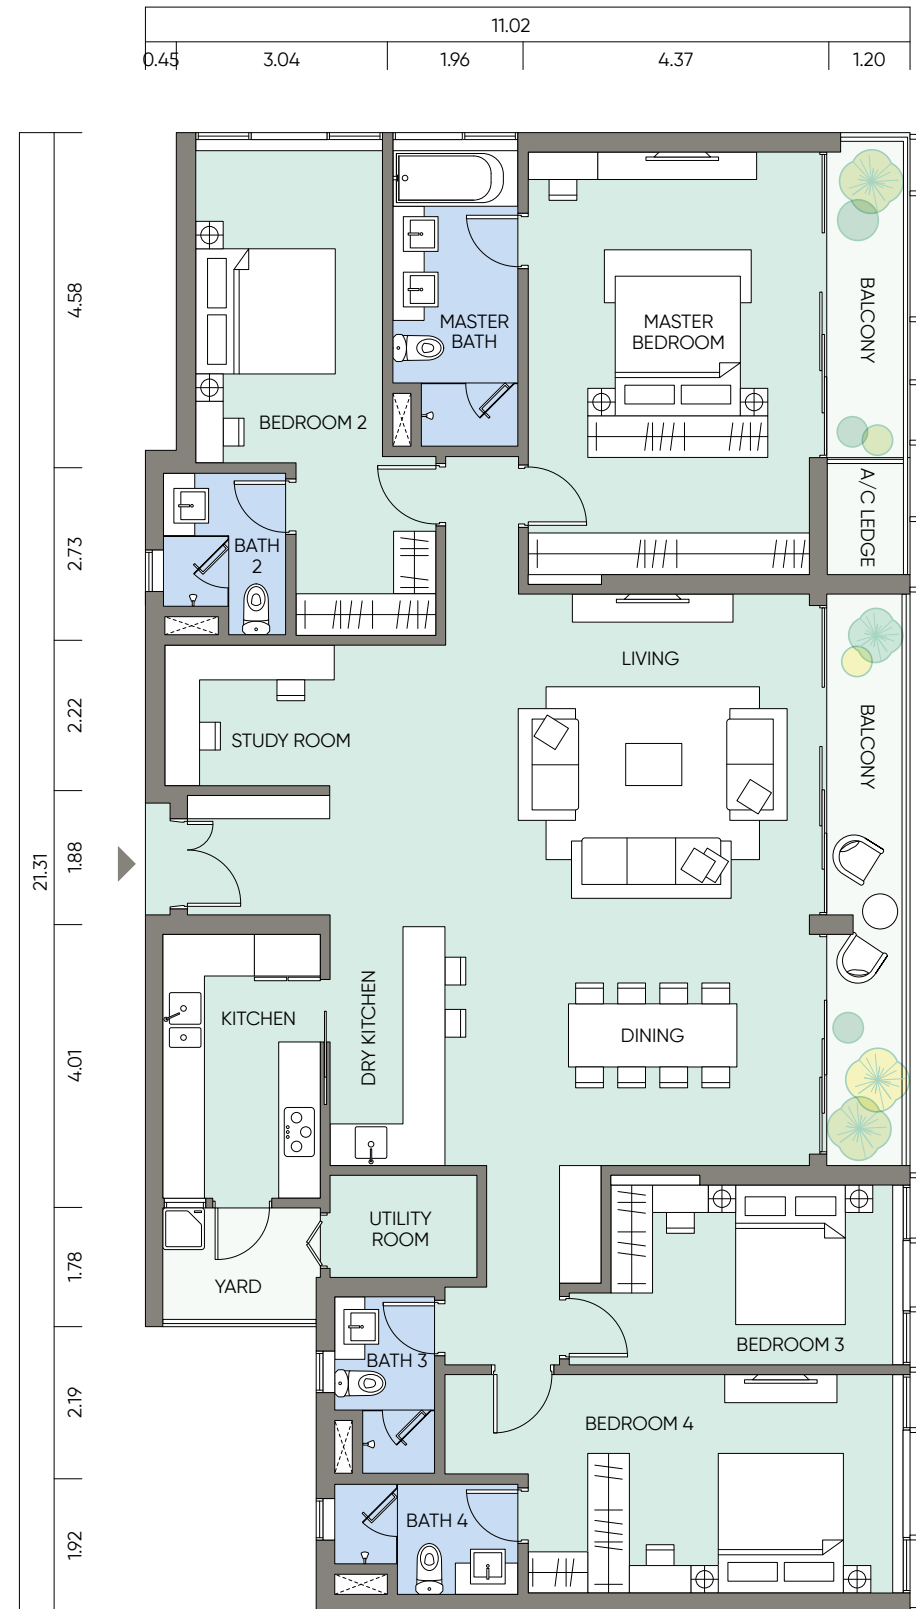 11.02
0.45
3.04
1.96
4.37
1.20
4.58
2.73
2.22
1.88
21.31
4.01
1.78
2.19
1.92
MASTER
BATH
MASTER
BEDROOM
BALCONY
BEDROOM 2
A/C LEDGE
BATH
2
LIVING
STUDY ROOM
BALCONY
KITCHEN
DRY KITCHEN
DINING
UTILITY
ROOM
YARD
BEDROOM 3
BATH 3
BEDROOM 4
BATH 4